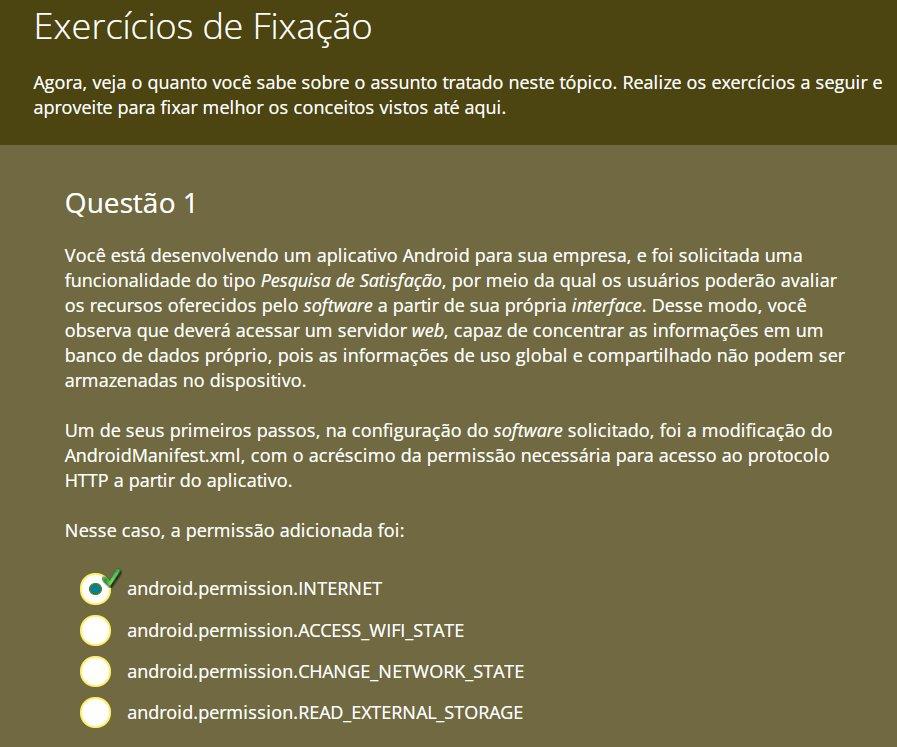 Exercícios de Fixação
Agora, veja o quanto você sabe sobre o assunto tratado neste tópico. Realize os exercícios a seguir e
aproveite para fixar melhor os conceitos vistos até aqui.
Questão 1
Você está desenvolvendo um aplicativo Android para sua empresa, e foi solicitada uma
funcionalidade do tipo Pesquisa de Satisfação, por meio da qual os usuários poderão avaliar
os recursos oferecidos pelo software a partir de sua própria interface. Desse modo, você
observa que deverá acessar um servidor web, capaz de concentrar as informações em um
banco de dados próprio, pois as informações de uso global e compartilhado não podem ser
armazenadas no dispositivo.
Um de seus primeiros passos, na configuração do software solicitado, foi a modificação do
AndroidManifest.xml, com o acréscimo da permissão necessária para acesso ao protocolo
HTTP a partir do aplicativo.
Nesse caso, a permissão adicionada foi:
android.permission.INTERNET
android.permission.ACCESS_WIFI_STATE
android.permission.CHANGE_NETWORK_STATE
android.permission.READ_EXTERNAL_STORAGE